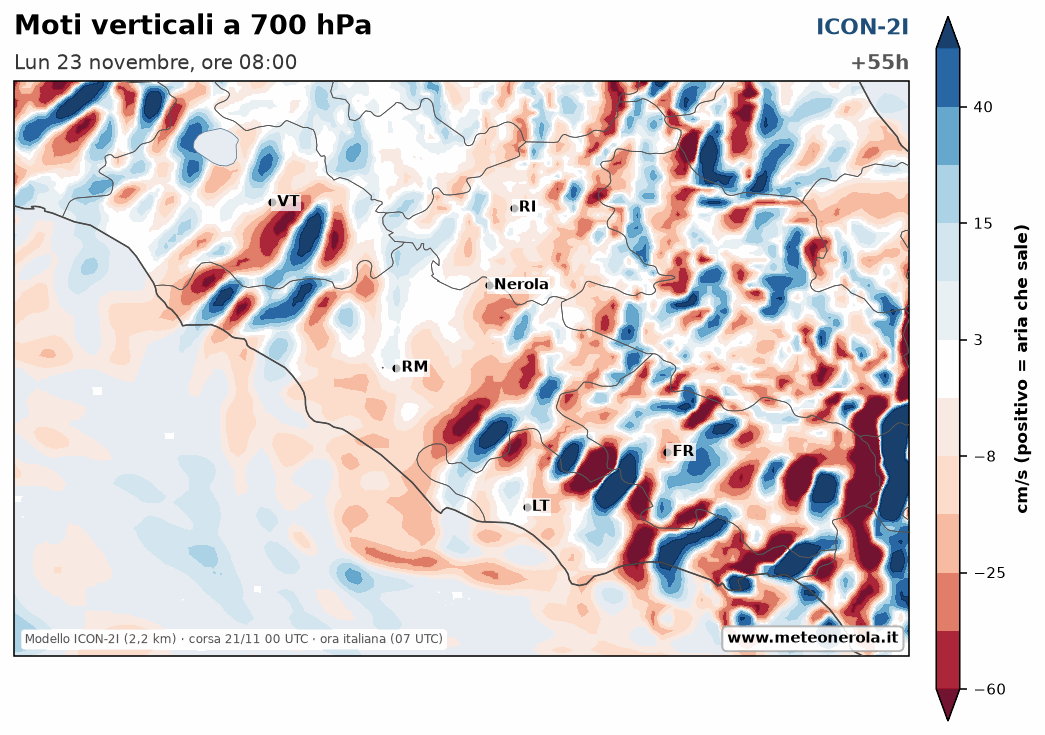 Moti verticali a 700 hPa
ICON-2I
Lun 23 novembre, ore 08:00
+55h
40
15
3
−8
−25
−60
cm/s (positivo = aria che sale)
VT
RI
Nerola
RM
FR
LT
Modello ICON-2I (2,2 km) · corsa 21/11 00 UTC · ora italiana (07 UTC)
www.meteonerola.it